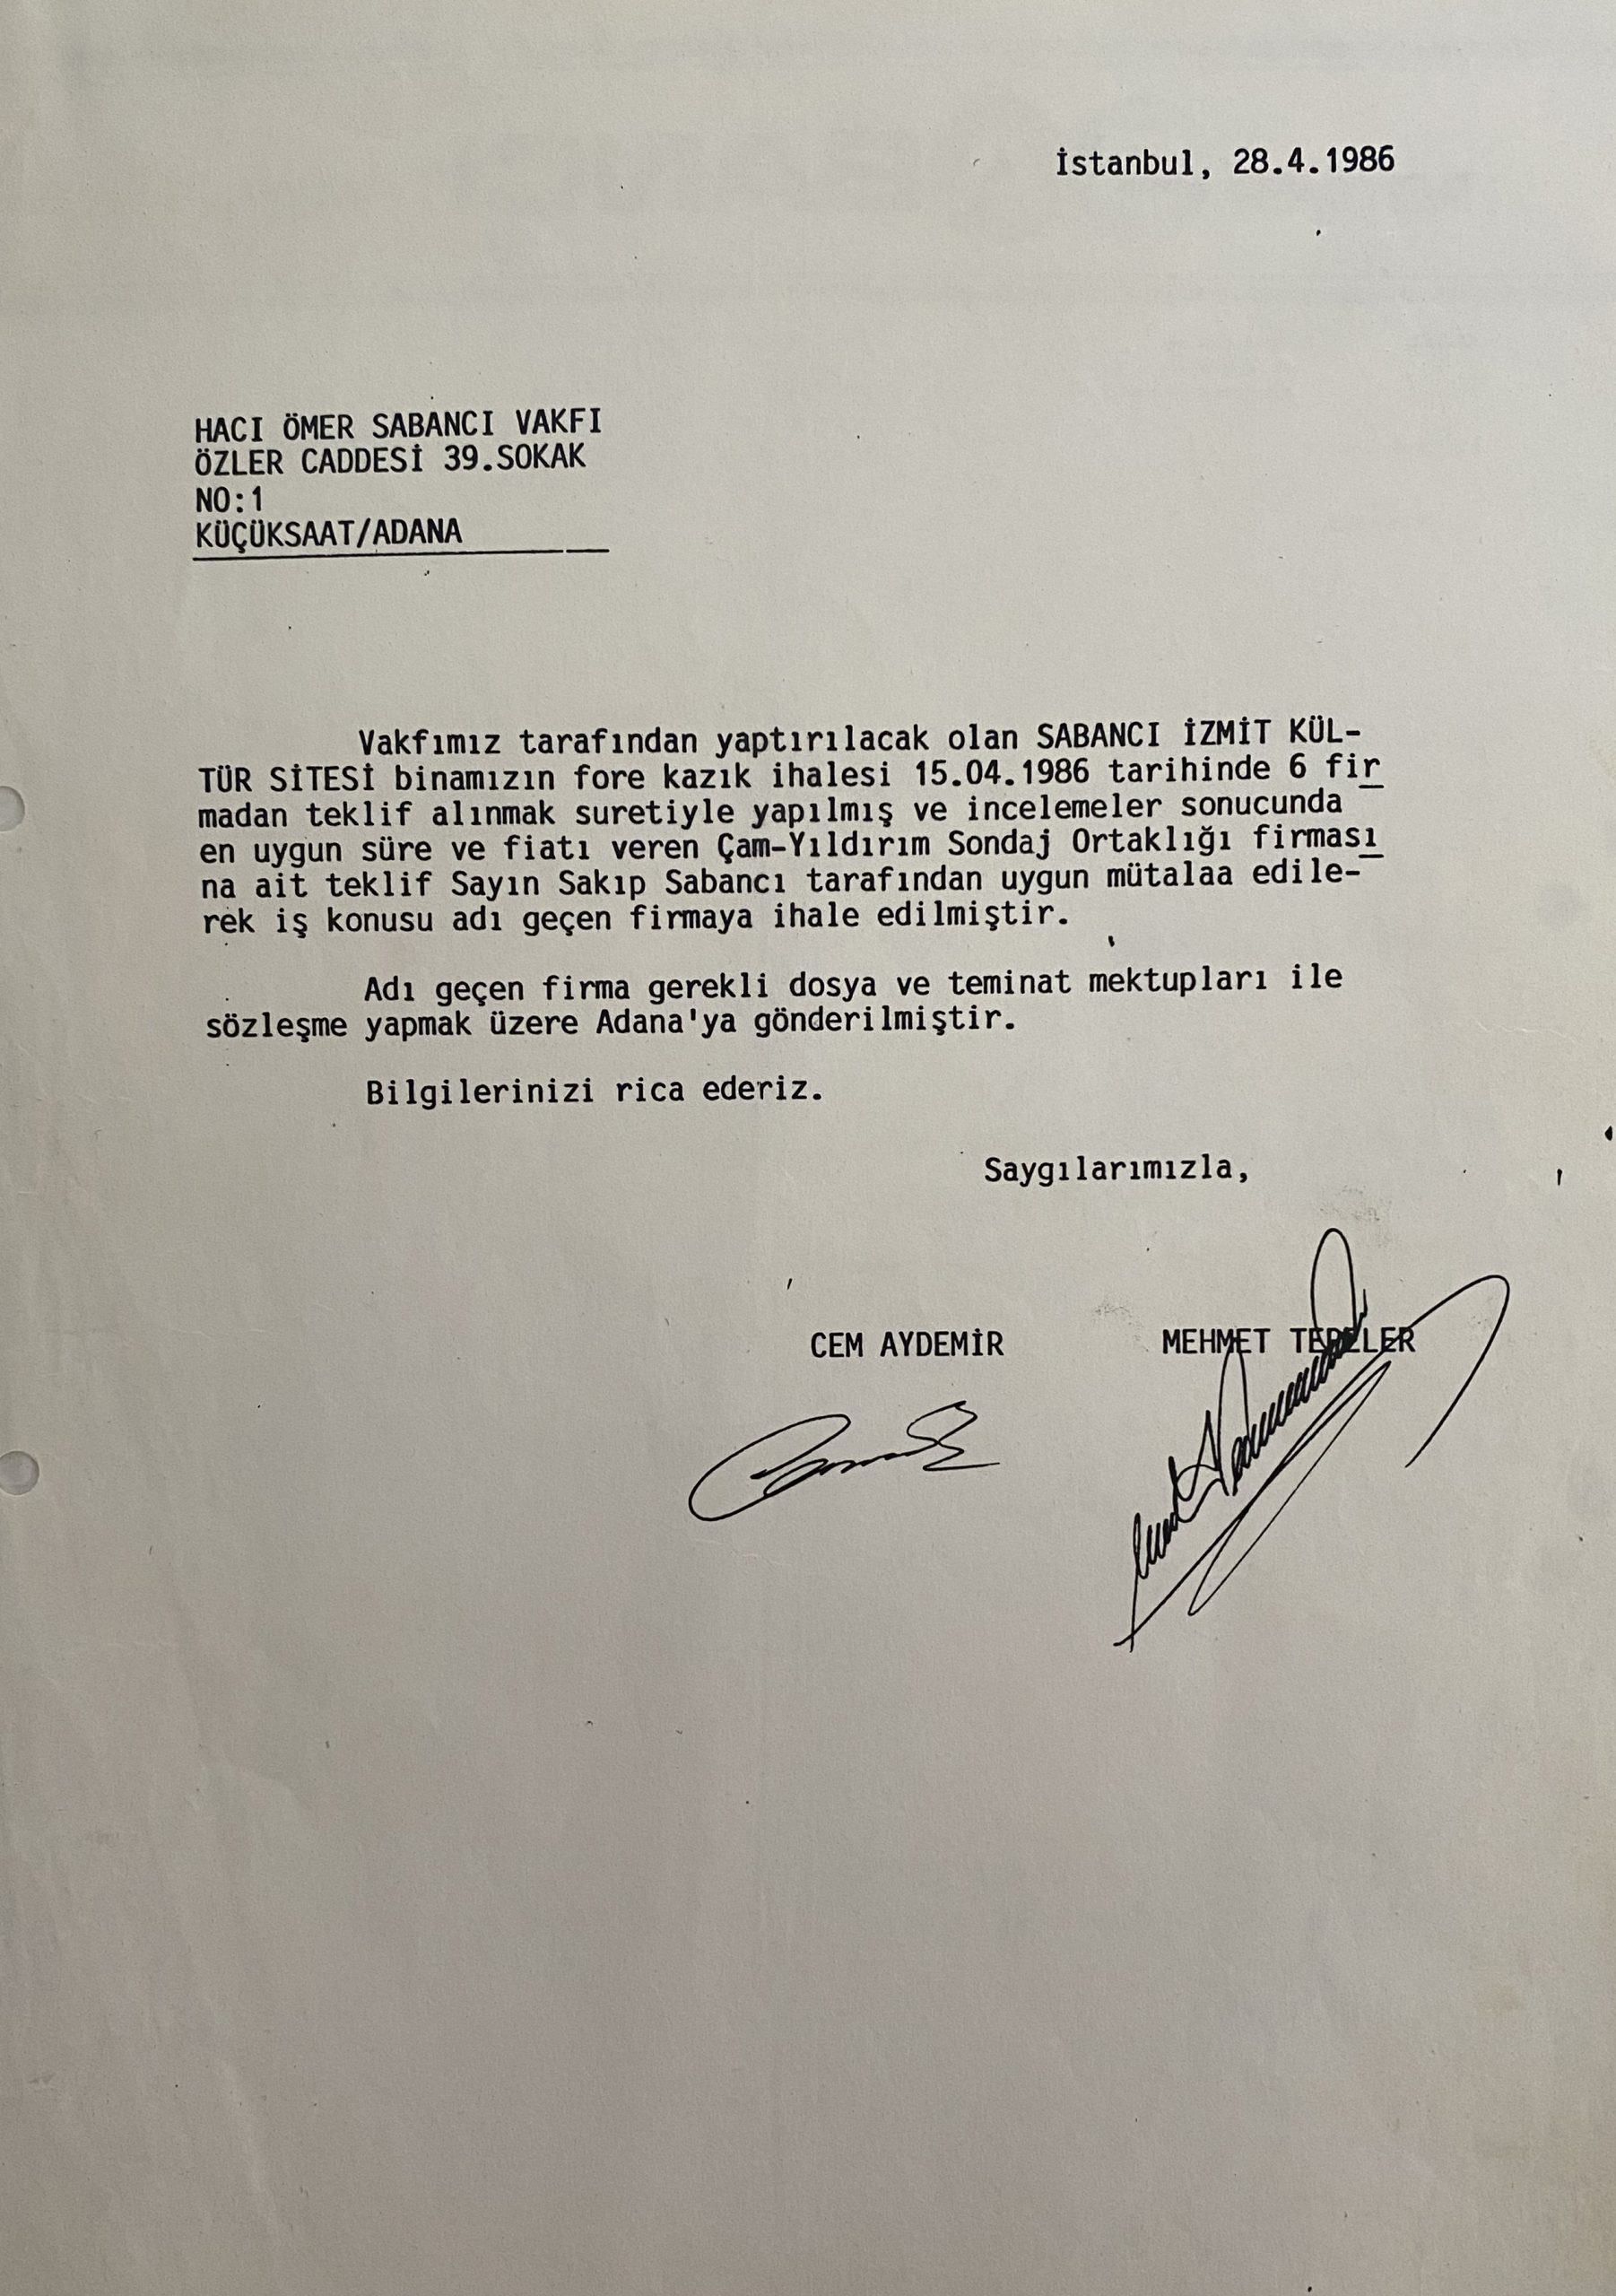 İstanbul, 28.4.1986
HACI ÖMER SABANCI VAKFI
ÖZLER CADDESİ 39.SOKAK
NO:1
KÜÇÜKSAAT/ADANA
Vakfımız tarafından yaptırılacak olan SABANCI İZMİT KÜL-
TÜR SİTESİ binamızın fore kazık ihalesi 15.04.1986 tarihinde 6 fir
madan teklif alınmak suretiyle yapılmış ve incelemeler sonucunda
en uygun süre ve fiatı veren Çam-Yıldırım Sondaj Ortaklığı firması
na ait teklif Sayın Sakıp Sabancı tarafından uygun mütalaa edile-
rek iş konusu adı geçen firmaya ihale edilmiştir.
Adı geçen firma gerekli dosya ve teminat mektupları ile
sözleşme yapmak üzere Adana'ya gönderilmiştir.
Bilgilerinizi rica ederiz.
Saygılarımızla,
CEM AYDEMİR MEHMET